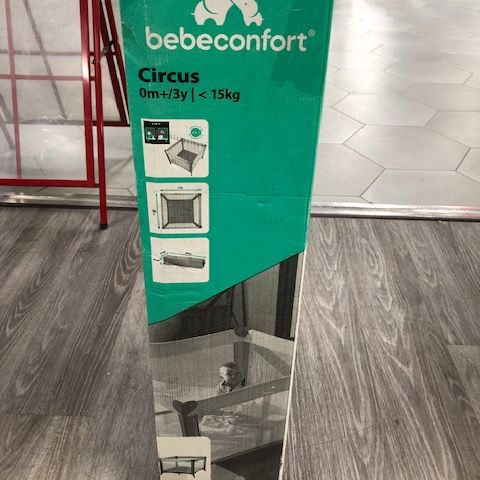 bebeconfort®
Circus
0m+/3y | < 15kg